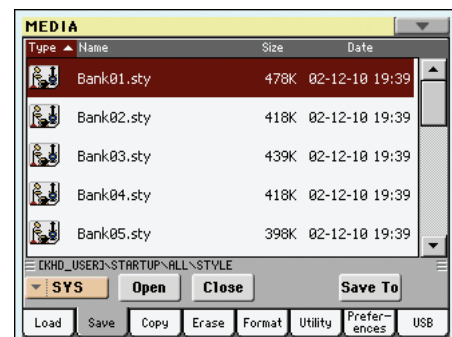 MEDIA
Type Name Size Date
Bank01.sty 478K 02-12-10 19:39
Bank02.sty 418K 02-12-10 19:39
Bank03.sty 439K 02-12-10 19:39
Bank04.sty 418K 02-12-10 19:39
Bank05.sty 398K 02-12-10 19:39
[KHD_USER]\STARTUP\ALL\STYLE
SYS Open Close Save To
Load Save Copy Erase Format Utility Prefer-ences USB